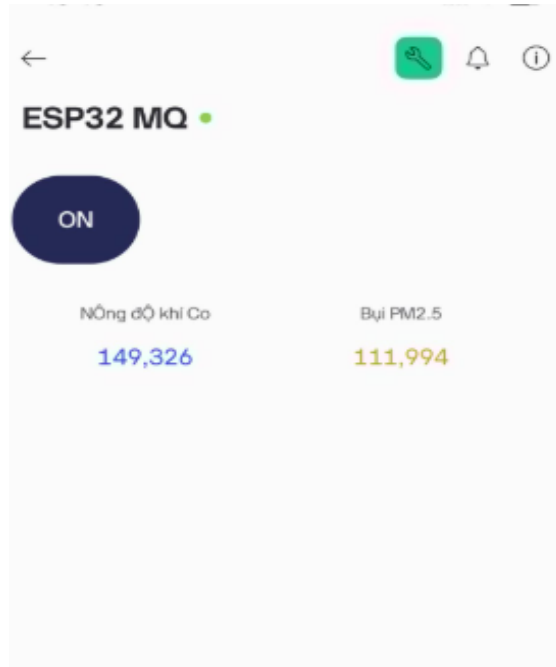 ESP32 MQ
ON
NÔng độ khí Co
Bụi PM2.5
149,326
111,994